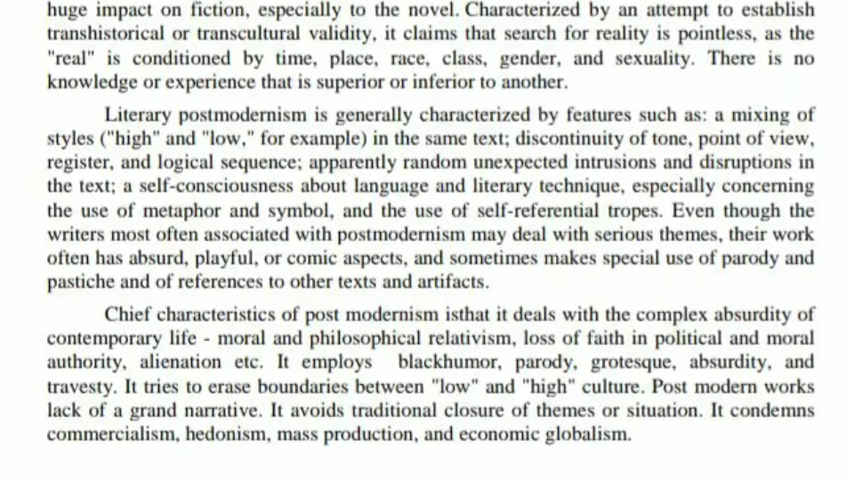 huge impact on fiction, especially to the novel. Characterized by an attempt to establish
transhistorical or transcultural validity, it claims that search for reality is pointless, as the
"real" is conditioned by time, place, race, class, gender, and sexuality. There is no
knowledge or experience that is superior or inferior to another.
Literary postmodernism is generally characterized by features such as: a mixing of
styles ("high" and "low," for example) in the same text; discontinuity of tone, point of view,
register, and logical sequence; apparently random unexpected intrusions and disruptions in
the text; a self-consciousness about language and literary technique, especially concerning
the use of metaphor and symbol, and the use of self-referential tropes. Even though the
writers most often associated with postmodernism may deal with serious themes, their work
often has absurd, playful, or comic aspects, and sometimes makes special use of parody and
pastiche and of references to other texts and artifacts.
Chief characteristics of post modernism isthat it deals with the complex absurdity of
contemporary life - moral and philosophical relativism, loss of faith in political and moral
authority, alienation etc. It employs blackhumor, parody, grotesque, absurdity, and
travesty. It tries to erase boundaries between "low" and "high" culture. Post modern works
lack of a grand narrative. It avoids traditional closure of themes or situation. It condemns
commercialism, hedonism, mass production, and economic globalism.